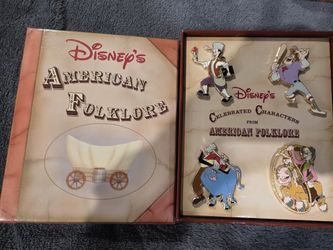 Disney's
American
Folklore
Disney's
Celebrated Characters
from
American Folklore